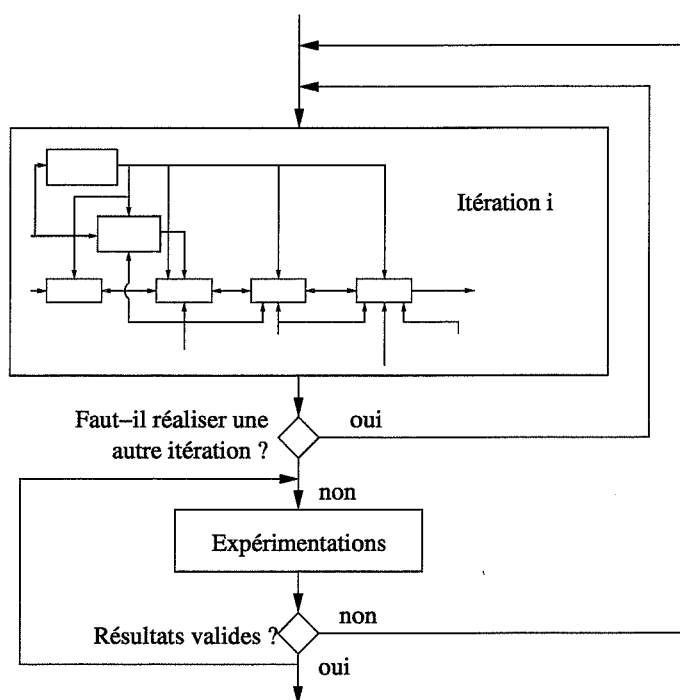 Itération i
Faut–il réaliser une
autre itération ?
oui
non
Expérimentations
Résultats valides ?
non
oui